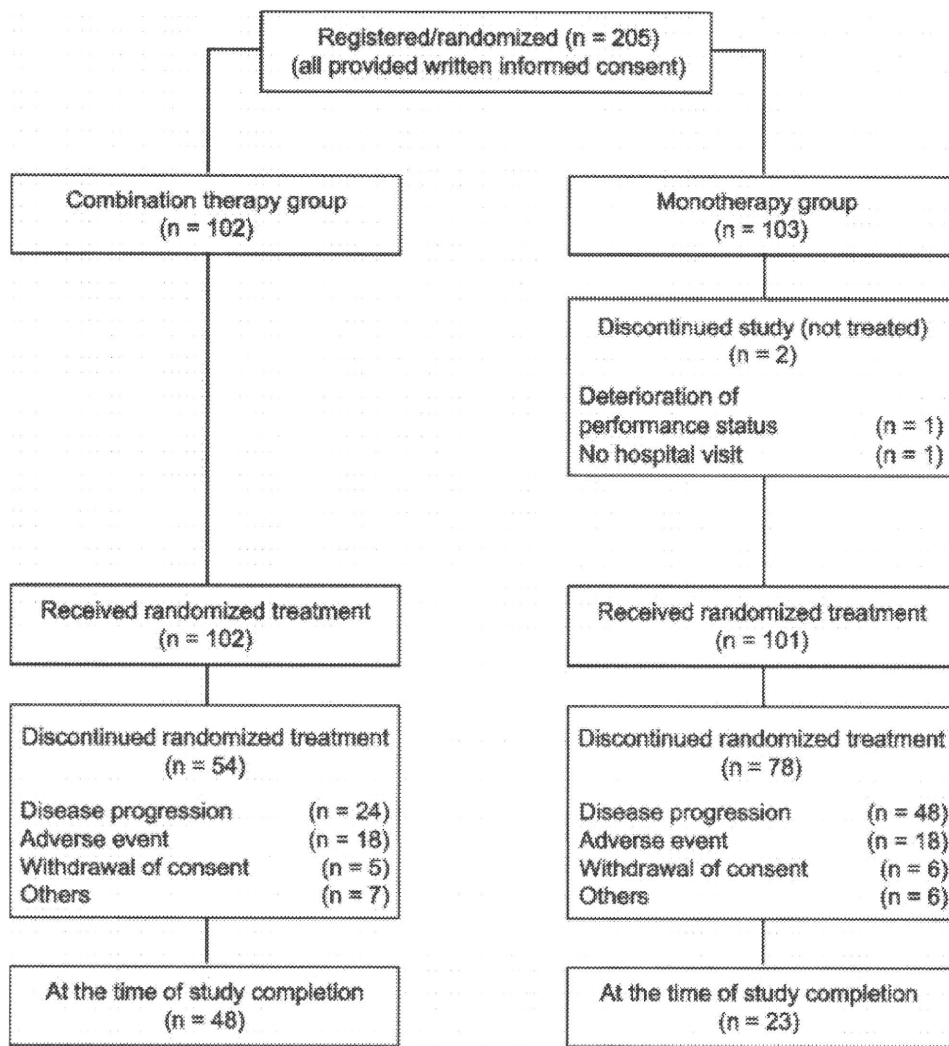 Registered/randomized (n = 205)
(all provided written informed consent)
Combination therapy group
(n = 102)
Monotherapy group
(n = 103)
Discontinued study (not treated)
(n = 2)
Deterioration of
performance status (n = 1)
No hospital visit (n = 1)
Received randomized treatment
(n = 102)
Received randomized treatment
(n = 101)
Discontinued randomized treatment
(n = 54)
Disease progression (n = 24)
Adverse event (n = 18)
Withdrawal of consent (n = 5)
Others (n = 7)
Discontinued randomized treatment
(n = 78)
Disease progression (n = 48)
Adverse event (n = 18)
Withdrawal of consent (n = 6)
Others (n = 6)
At the time of study completion
(n = 48)
At the time of study completion
(n = 23)